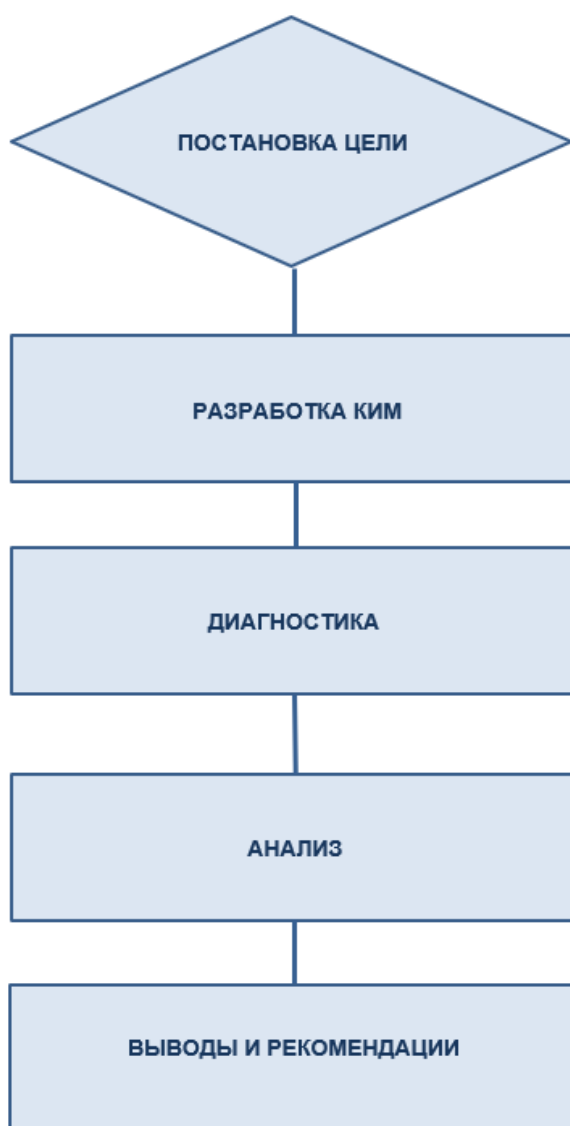 ПОСТАНОВКА ЦЕЛИ
РАЗРАБОТКА КИМ
ДИАГНОСТИКА
АНАЛИЗ
ВЫВОДЫ И РЕКОМЕНДАЦИИ